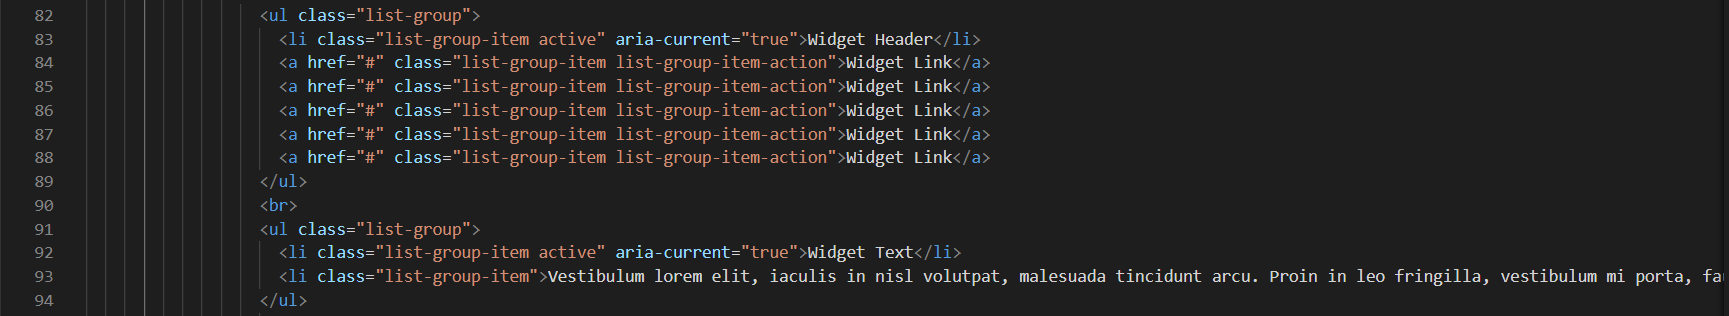 82 <ul class="list-group">
83 <li class="list-group-item active" aria-current="true">Widget Header</li>
84 <a href="#" class="list-group-item list-group-item-action">Widget Link</a>
85 <a href="#" class="list-group-item list-group-item-action">Widget Link</a>
86 <a href="#" class="list-group-item list-group-item-action">Widget Link</a>
87 <a href="#" class="list-group-item list-group-item-action">Widget Link</a>
88 <a href="#" class="list-group-item list-group-item-action">Widget Link</a>
89 </ul>
90 <br>
91 <ul class="list-group">
92 <li class="list-group-item active" aria-current="true">Widget Text</li>
93 <li class="list-group-item">Vestibulum lorem elit, iaculis in nisl volutpat, malesuada tincidunt arcu. Proin in leo fringilla, vestibulum mi porta,
94 </ul>